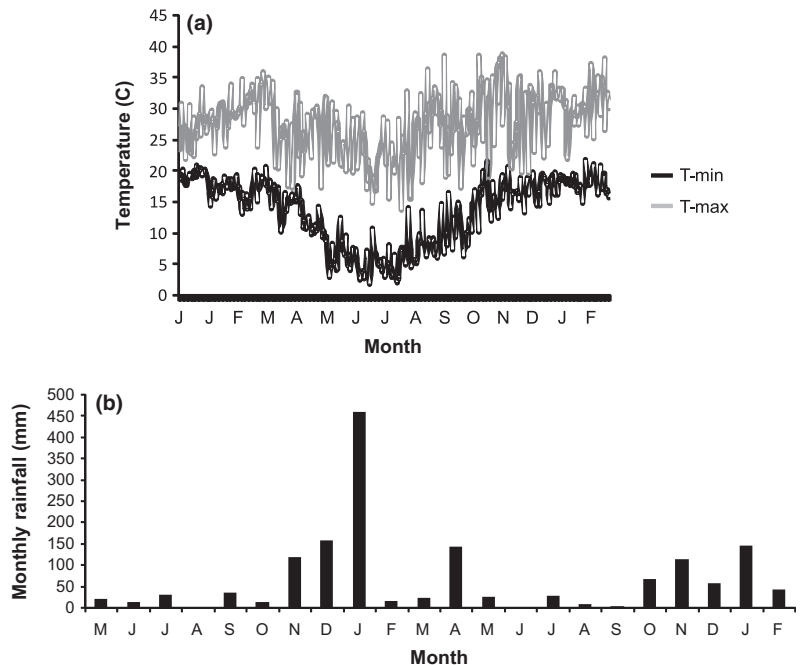 (a)
45
40
35
30
25
20
15
10
5
0
Temperature (C)
J J F M A M J J A S O N D J F
Month
T-min
T-max
(b)
500
450
400
350
300
250
200
150
100
50
0
Monthly rainfall (mm)
M J J A S O N D J F M A M J J A S O N D J F
Month